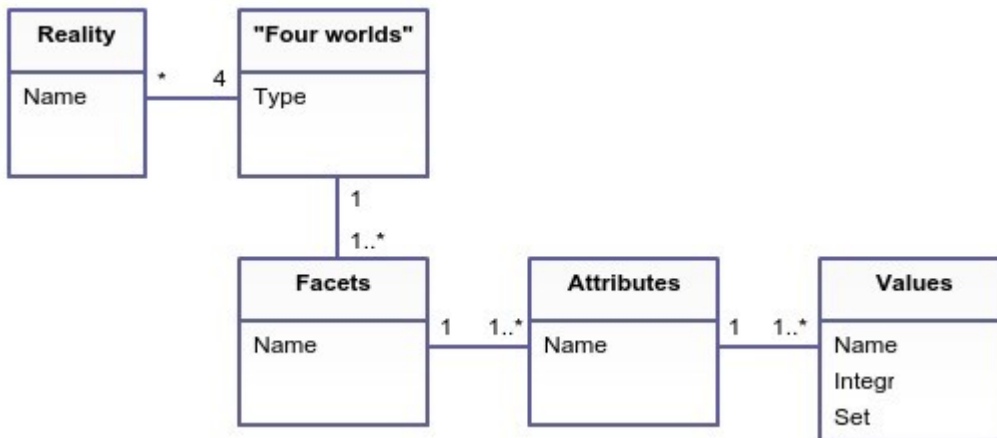 Reality
"Four worlds"
Name
*
4
Type
1
1..*
Facets
Attributes
Values
Name
1
1..*
Name
1
1..*
Name
Integr
Set